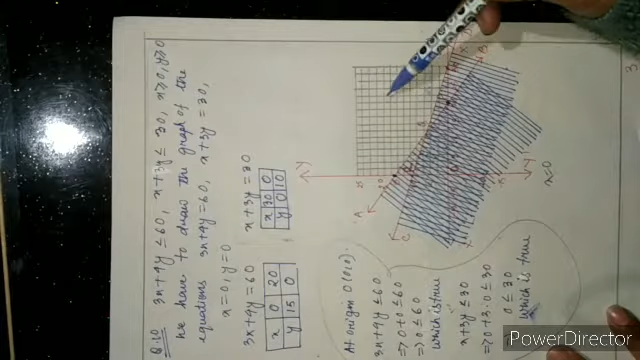 Q.10 3x+4y ≤ 60, x+3y ≤ 30, x≥0, y≥0
we have to draw the graph of the
equations 3x+4y=60, x+3y=30,
x=0, y=0
3x+4y=60
x 0 20
y 15 0
x+3y=30
x 30 0
y 0 10
At origin O(0,0).
3x+4y ≤ 60
⇒ 0+0 ≤ 60
⇒ 0 ≤ 60
which is true
x+3y ≤ 30
⇒ 0+3·0 ≤ 30
0 ≤ 30
which is true
Y
A
C
B
x=0
3
PowerDirector